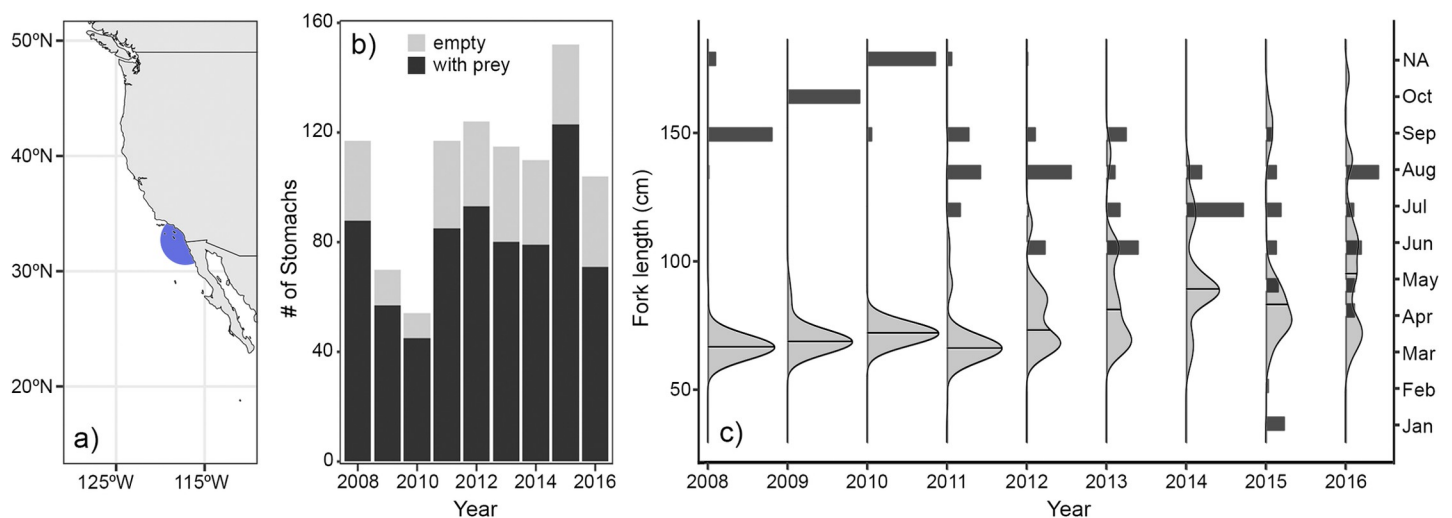 50ºN
40ºN
30ºN
20ºN
a)
125ºW 115ºW
b)
empty
with prey
# of Stomachs
160
120
80
40
0
2008 2010 2012 2014 2016
Year
c)
Fork length (cm)
150
100
50
NA
Oct
Sep
Aug
Jul
Jun
May
Apr
Mar
Feb
Jan
2008 2009 2010 2011 2012 2013 2014 2015 2016
Year